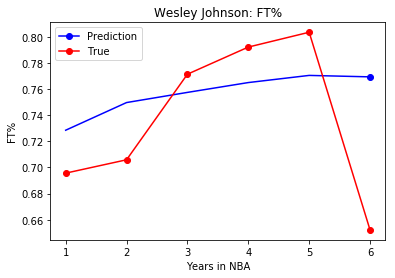 Wesley Johnson: FT%
Prediction
True
FT%
0.80
0.78
0.76
0.74
0.72
0.70
0.68
0.66
1 2 3 4 5 6
Years in NBA